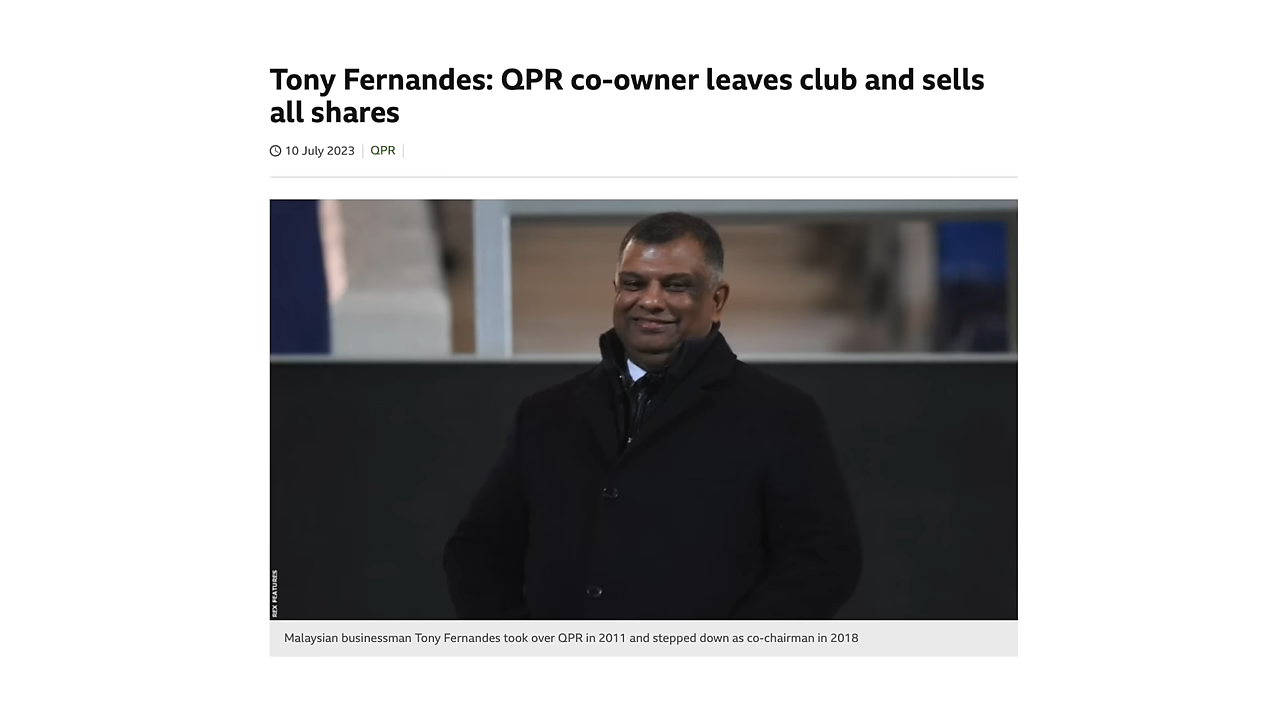 Tony Fernandes: QPR co-owner leaves club and sells
all shares
10 July 2023
QPR
REX FEATURES
Malaysian businessman Tony Fernandes took over QPR in 2011 and stepped down as co-chairman in 2018